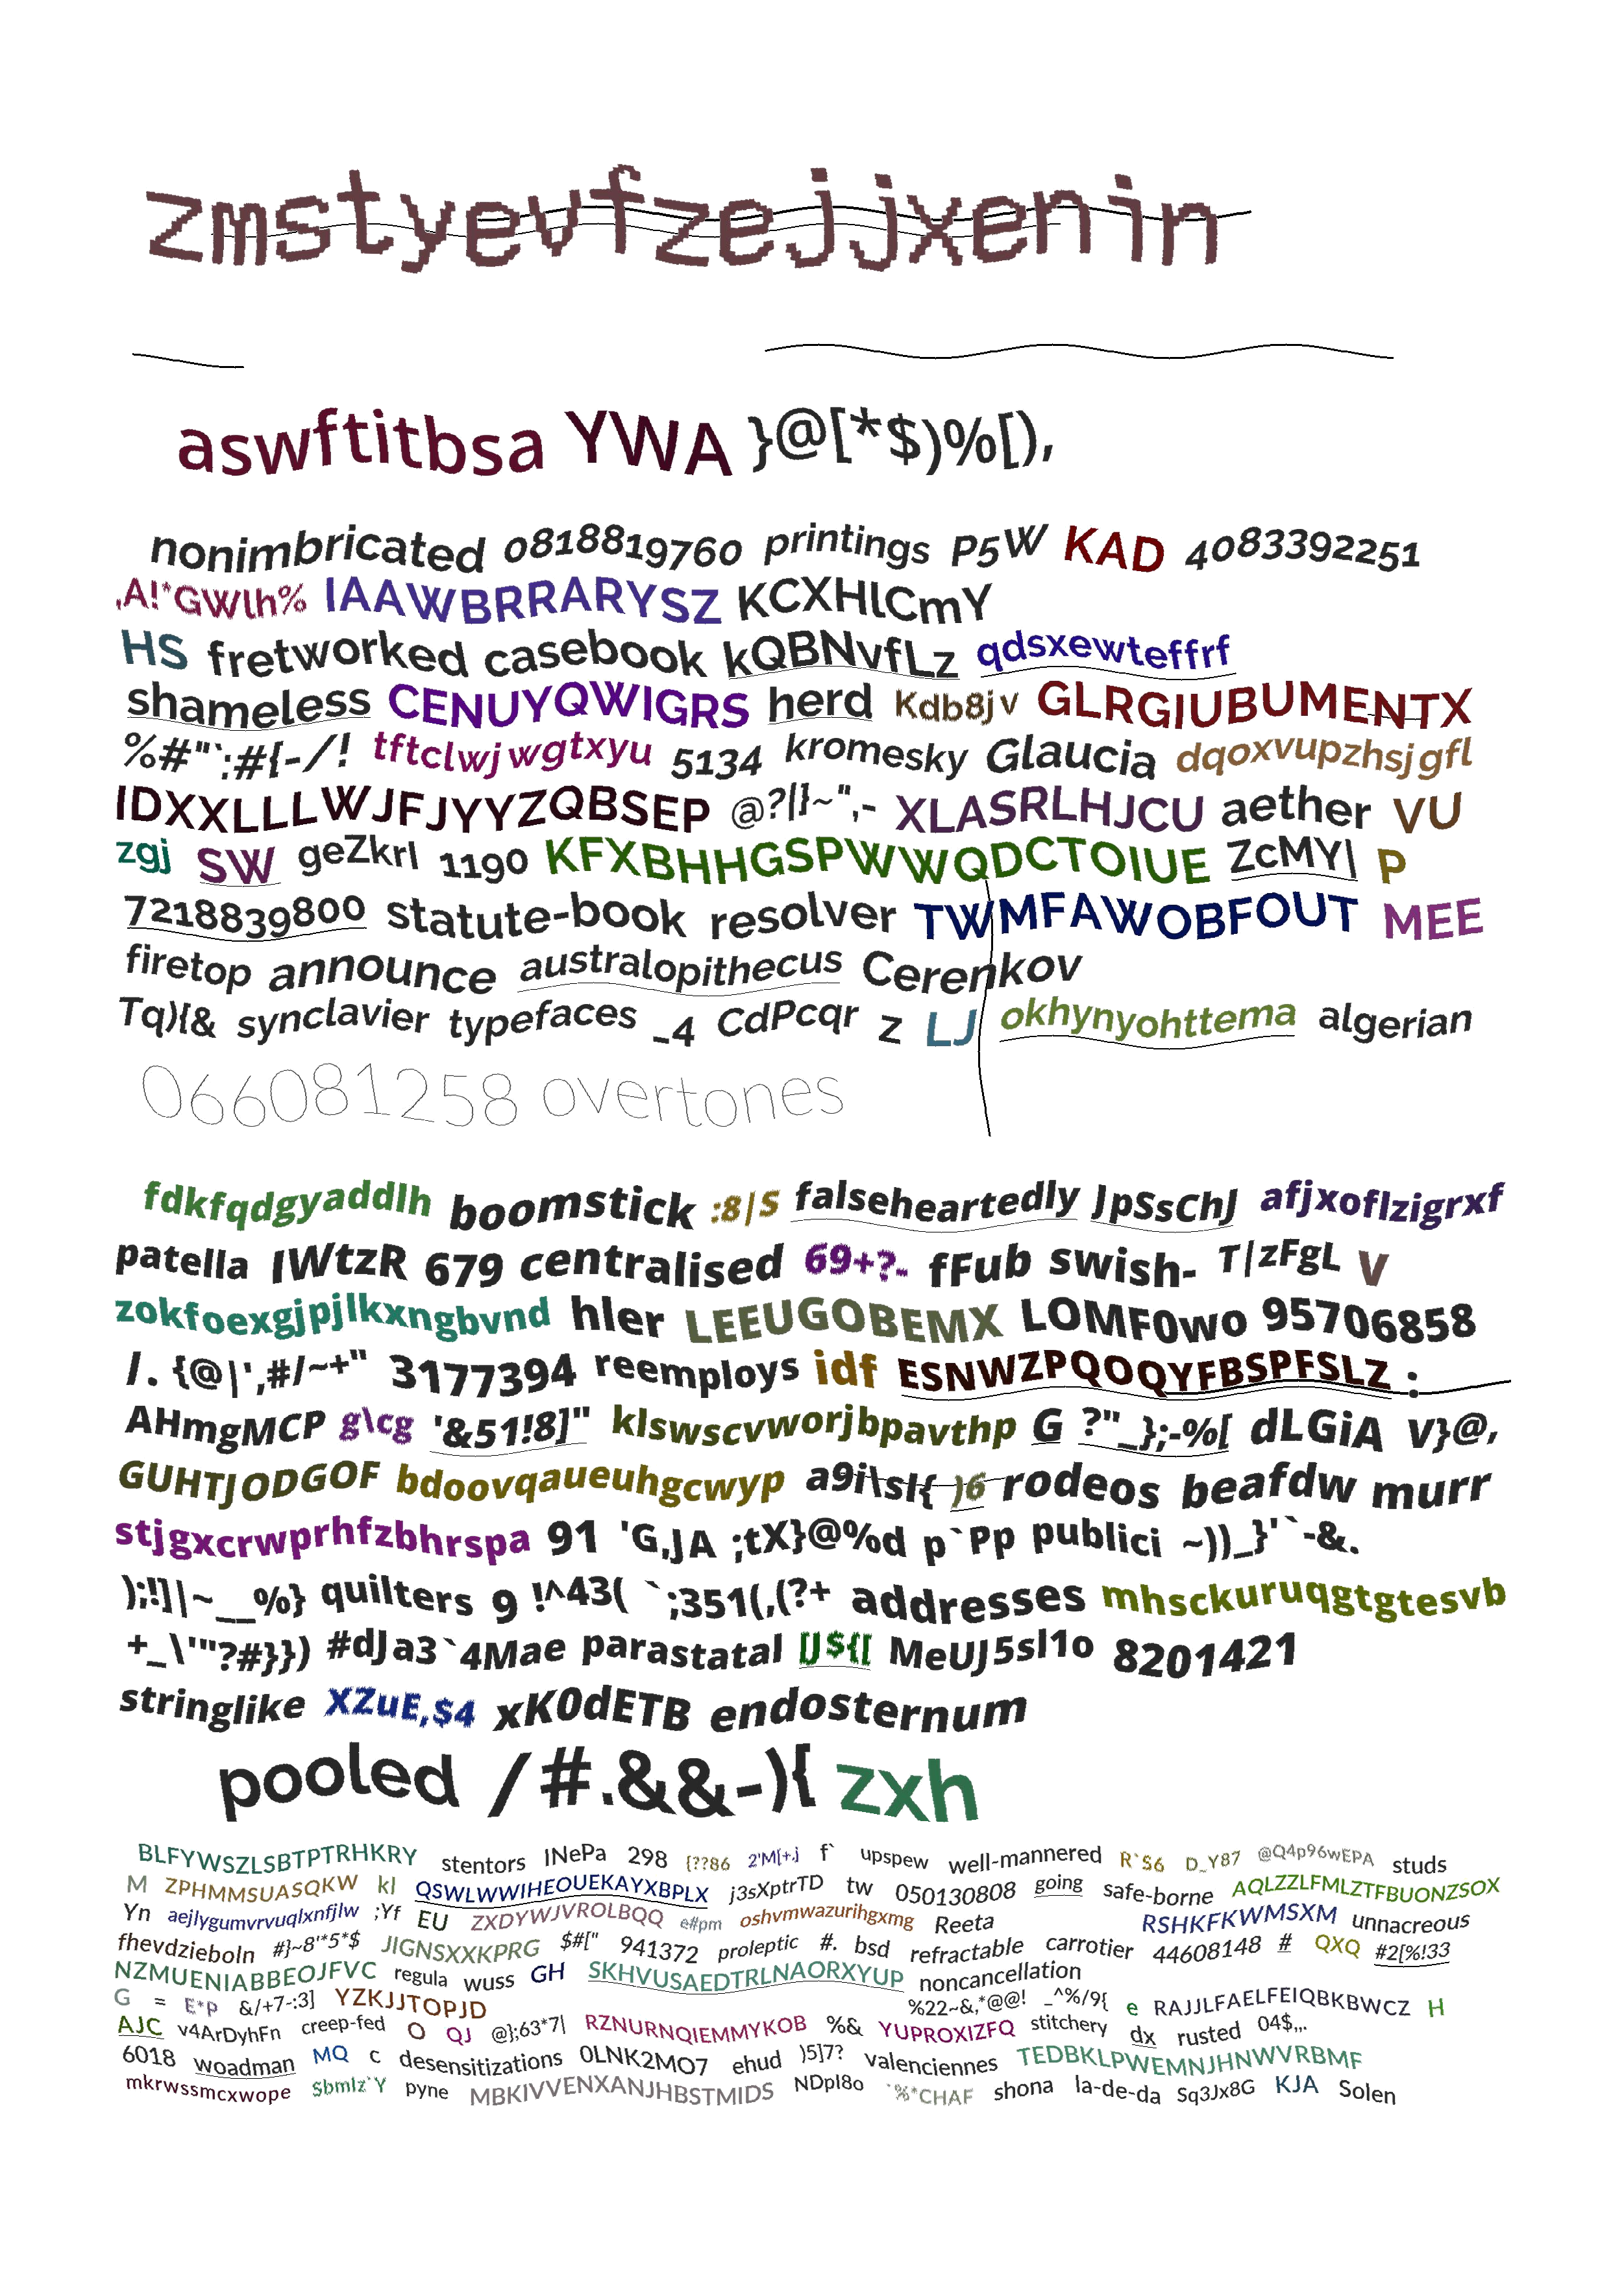 zmstyevfzejjxenin
aswftitbsa YWA }@[*$)%[),
nonimbricated 0818819760 printings P5W KAD 4083392251
,A!*GWlh% IAAWBRRARYSZ KCXHlCmY
HS fretworked casebook kQBNvfLz qdsxewteffrf
shameless CENUYQWIGRS herd Kdb8jv GLRGIUBUMENTX
%#"`:#{-/! tftclwjwgtxyu 5134 kromesky Glaucia dqoxvupzhsjgfl
IDXXLLLWJFJYYZQBSEP @?|}~",- XLASRLHJCU aether VU
zgj SW geZkrI 1190 KFXBHHGSPWWQDCTOIUE ZcMY\ P
7218839800 statute-book resolver TWMFAWOBFOUT MEE
firetop announce australopithecus Cerenkov
Tq){& synclavier typefaces _4 CdPcqr z LJ okhynyohttema algerian
066081258 overtones
fdkfqdgyaddlh boomstick :8|S falseheartedly JpSsChJ afjxoflzigrxf
patella IWtzR 679 centralised 69+?- fFub swish- T|zFgL V
zokfoexgjpjlkxngbvnd hler LEEUGOBEMX LOMF0wo 95706858
/. {@|',#/~+" 3177394 reemploys idf ESNWZPQOQYFBSPFSLZ :
AHmgMCP g\cg '&51!8]" klswscvworjbpavthp G ?"_};-%[ dLGiA V}@,
GUHTJODGOF bdoovqaueuhgcwyp a9i\sl{ )6 rodeos beafdw murr
stjgxcrwprhfzbhrspa 91 'G,JA ;tX}@%d p`Pp publici ~))_}'`-&.
);!]|~__%} quilters 9 !^43( `;351(,(?+ addresses mhsckuruqgtgtesvb
+_\'"?#}}) #dJa3`4Mae parastatal [J${[ MeUJ5sl1o 8201421
stringlike XZuE,$4 xK0dETB endosternum
pooled /#.&&-){ zxh
BLFYWSZLSBTPTRHKRY stentors INePa 298 {??86 2'M[+.j f` upspew well-mannered R`S6 D_Y87 @Q4p96wEPA studs
M ZPHMMSUASQKW kl QSWLWWIHEOUEKAYXBPLX j3sXptrTD tw 050130808 going safe-borne AQLZZLFMLZTFBUONZSOX
Yn aejlygumvrvuqlxnfjlw ;Yf EU ZXDYWJVROLBQQ e#pm oshvmwazurihgxmg Reeta RSHKFKWMSXM unnacreous
fhevdzieboln #}~8'*5*$ JIGNSXXKPRG $#[" 941372 proleptic #. bsd refractable carrotier 44608148 # QXQ #2[%!33
NZMUENIABBEOJFVC regula wuss GH SKHVUSAEDTRLNAORXYUP noncancellation
G = E*p &/+7-:3] YZKJJTOPJD %22~&,*@@! _^%/9{ e RAJJLFAELFEIQBKBWCZ H
AJC v4ArDyhFn creep-fed O QJ @};63*7| RZNURNQIEMMYKOB %& YUPROXIZFQ stitchery dx rusted 04$,,.
6018 woadman MQ c desensitizations 0LNK2MO7 ehud )5]7? valenciennes TEDBKLPWEMNJHNWVRBMF
mkrwssmcxwope Sbmlz`Y pyne MBKIVVENXANJHBSTMIDS NDpl8o `%*CHAF shona la-de-da Sq3Jx8G KJA Solen